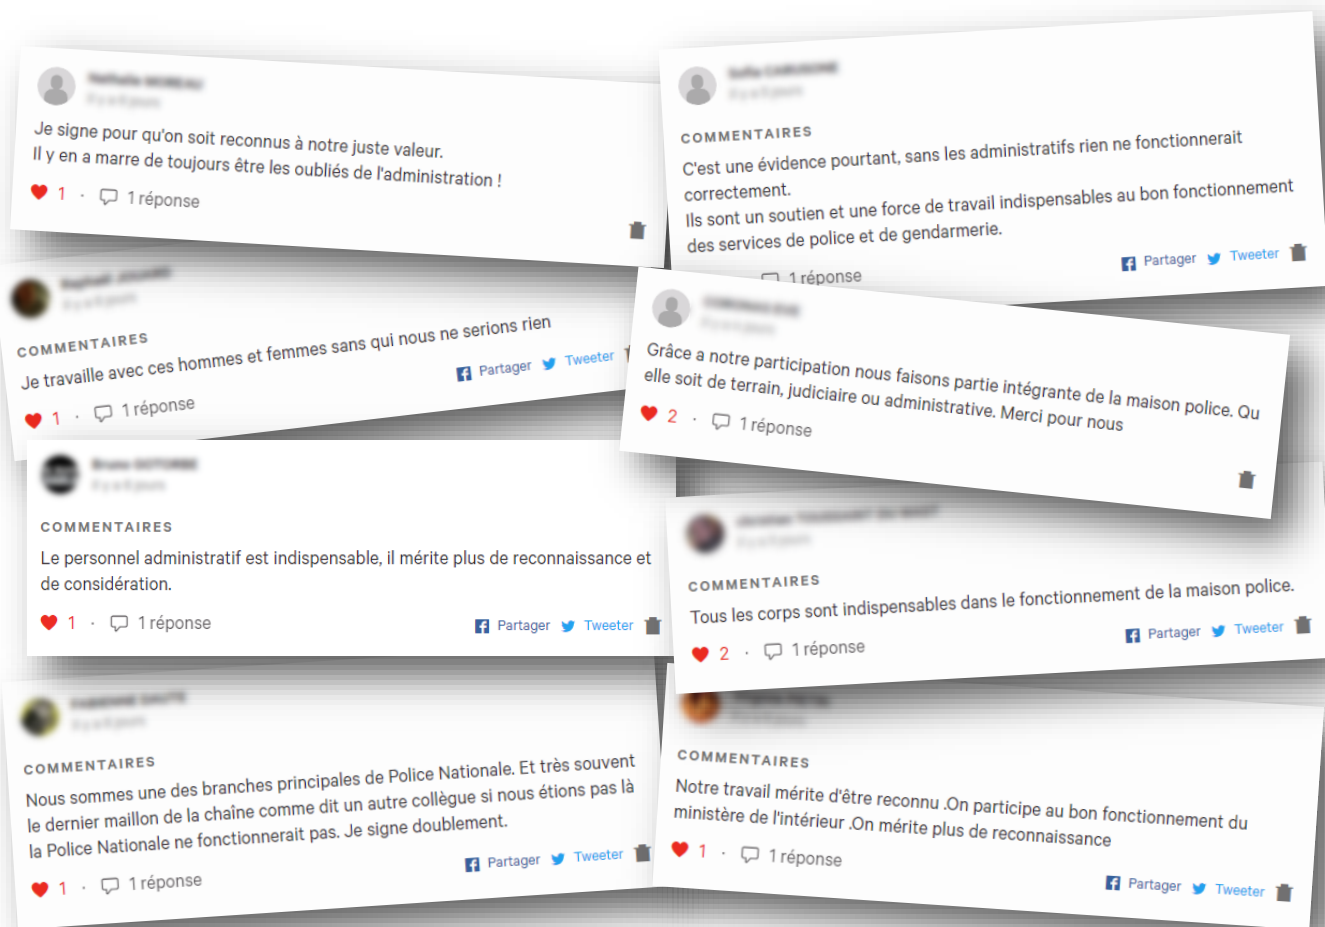 Je signe pour qu'on soit reconnus à notre juste valeur.
Il y en a marre de toujours être les oubliés de l'administration !
1 · 1 réponse
COMMENTAIRES
C'est une évidence pourtant, sans les administratifs rien ne fonctionnerait
correctement.
Ils sont un soutien et une force de travail indispensables au bon fonctionnement
des services de police et de gendarmerie.
1 réponse
Partager Tweeter
COMMENTAIRES
Je travaille avec ces hommes et femmes sans qui nous ne serions rien
Partager Tweeter
1 · 1 réponse
Grâce a notre participation nous faisons partie intégrante de la maison police. Qu
elle soit de terrain, judiciaire ou administrative. Merci pour nous
2 · 1 réponse
COMMENTAIRES
Le personnel administratif est indispensable, il mérite plus de reconnaissance et
de considération.
1 · 1 réponse
Partager Tweeter
COMMENTAIRES
Tous les corps sont indispensables dans le fonctionnement de la maison police.
2 · 1 réponse
Partager Tweeter
COMMENTAIRES
Nous sommes une des branches principales de Police Nationale. Et très souvent
le dernier maillon de la chaîne comme dit un autre collègue si nous étions pas là
la Police Nationale ne fonctionnerait pas. Je signe doublement.
Partager Tweeter
1 · 1 réponse
COMMENTAIRES
Notre travail mérite d'être reconnu .On participe au bon fonctionnement du
ministère de l'intérieur .On mérite plus de reconnaissance
1 · 1 réponse
Partager Tweeter